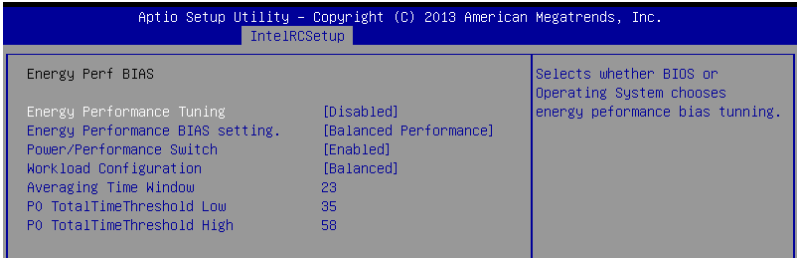 Aptio Setup Utility – Copyright (C) 2013 American Megatrends, Inc.
IntelRCSetup
Energy Perf BIAS
Energy Performance Tuning [Disabled]
Energy Performance BIAS setting. [Balanced Performance]
Power/Performance Switch [Enabled]
Workload Configuration [Balanced]
Averaging Time Window 23
P0 TotalTimeThreshold Low 35
P0 TotalTimeThreshold High 58
Selects whether BIOS or
Operating System chooses
energy peformance bias tunning.